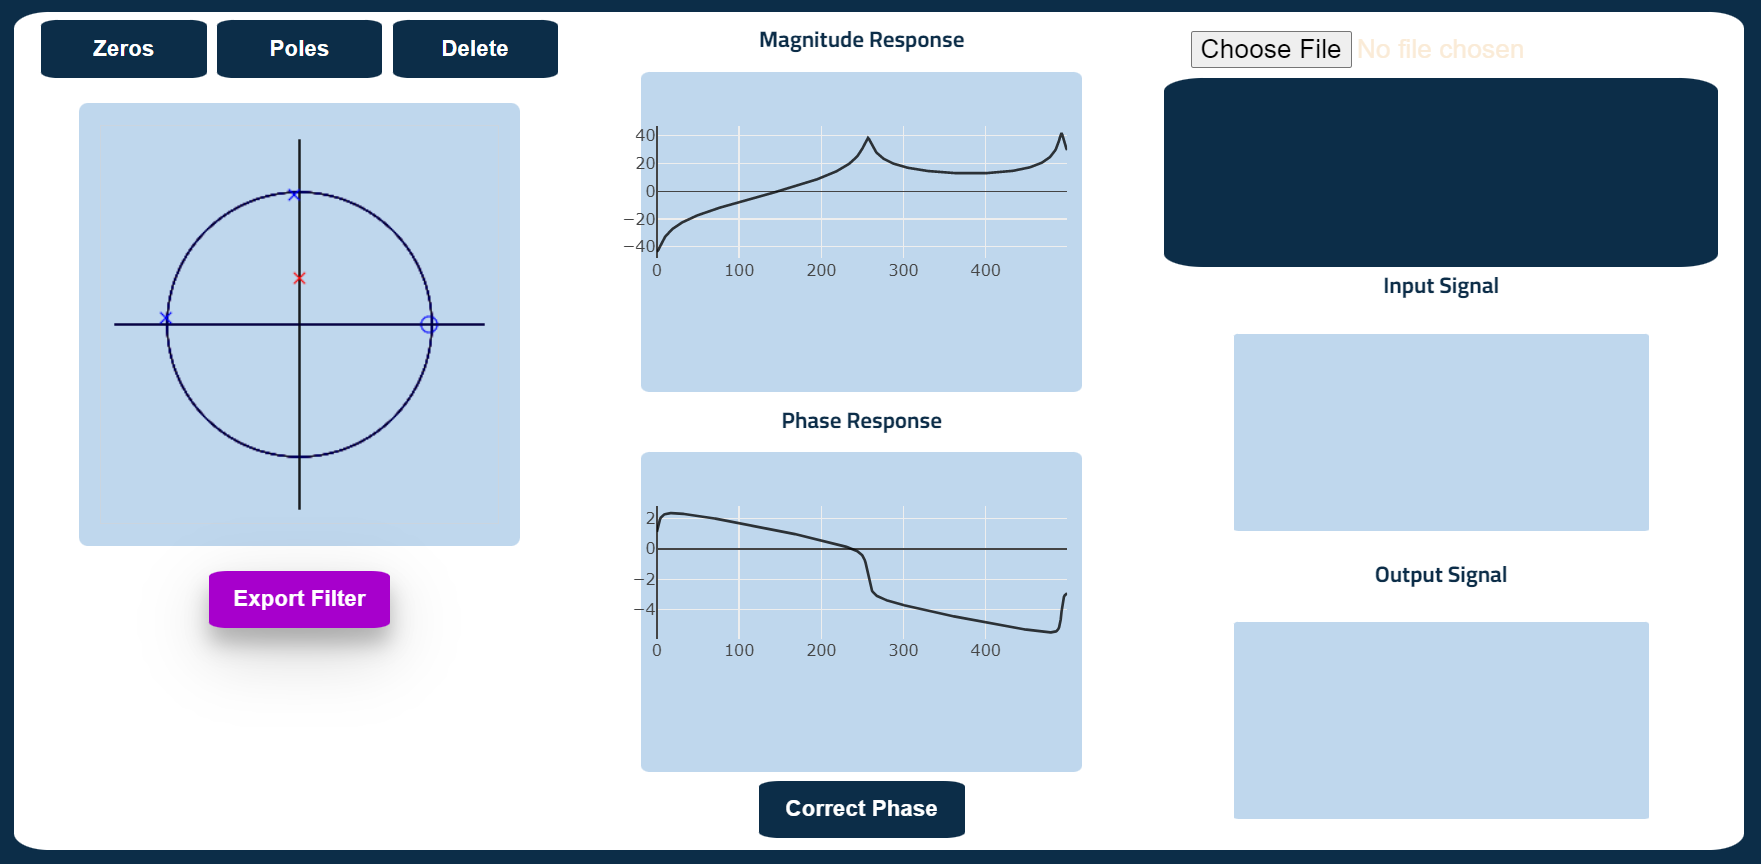 Zeros
Poles
Delete
Export Filter
Magnitude Response
40
20
0
−20
−40
0 100 200 300 400
Phase Response
2
0
−2
−4
0 100 200 300 400
Correct Phase
Choose File No file chosen
Input Signal
Output Signal